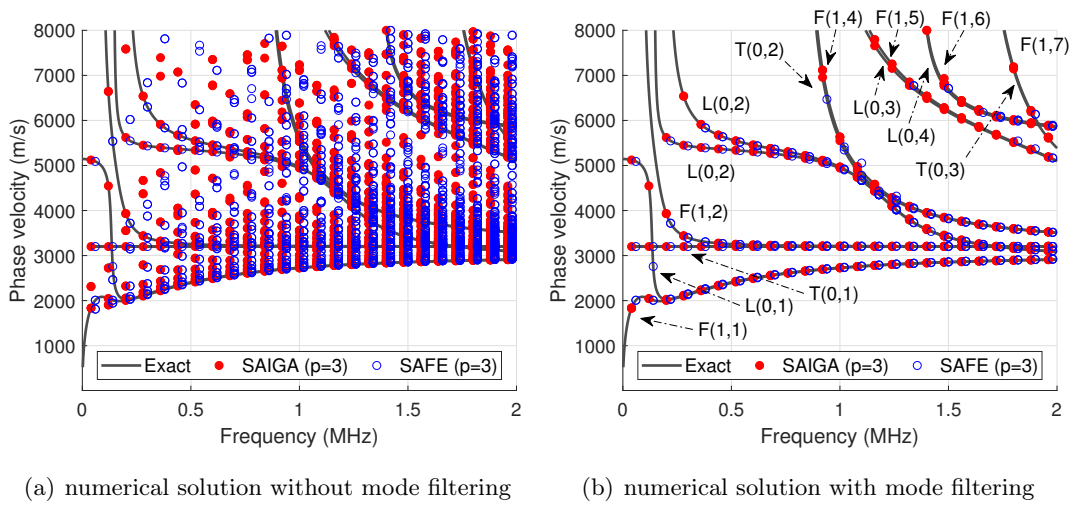 8000
7000
6000
5000
4000
3000
2000
1000
Phase velocity (m/s)
Exact
SAIGA (p=3)
SAFE (p=3)
0
0.5
1
1.5
2
Frequency (MHz)
(a) numerical solution without mode filtering
8000
7000
6000
5000
4000
3000
2000
1000
Phase velocity (m/s)
F(1,4)
F(1,5)
F(1,6)
T(0,2)
F(1,7)
L(0,2)
L(0,3)
L(0,4)
L(0,2)
T(0,3)
F(1,2)
L(0,1)
T(0,1)
F(1,1)
Exact
SAIGA (p=3)
SAFE (p=3)
0
0.5
1
1.5
2
Frequency (MHz)
(b) numerical solution with mode filtering